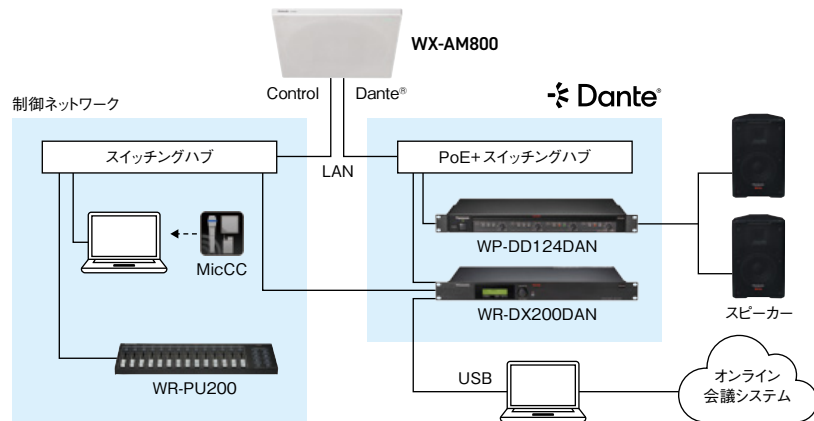 WX-AM800
Control
Dante®
制御ネットワーク
Dante®
スイッチングハブ
LAN
PoE+スイッチングハブ
MicCC
WP-DD124DAN
WR-DX200DAN
スピーカー
WR-PU200
USB
オンライン
会議システム